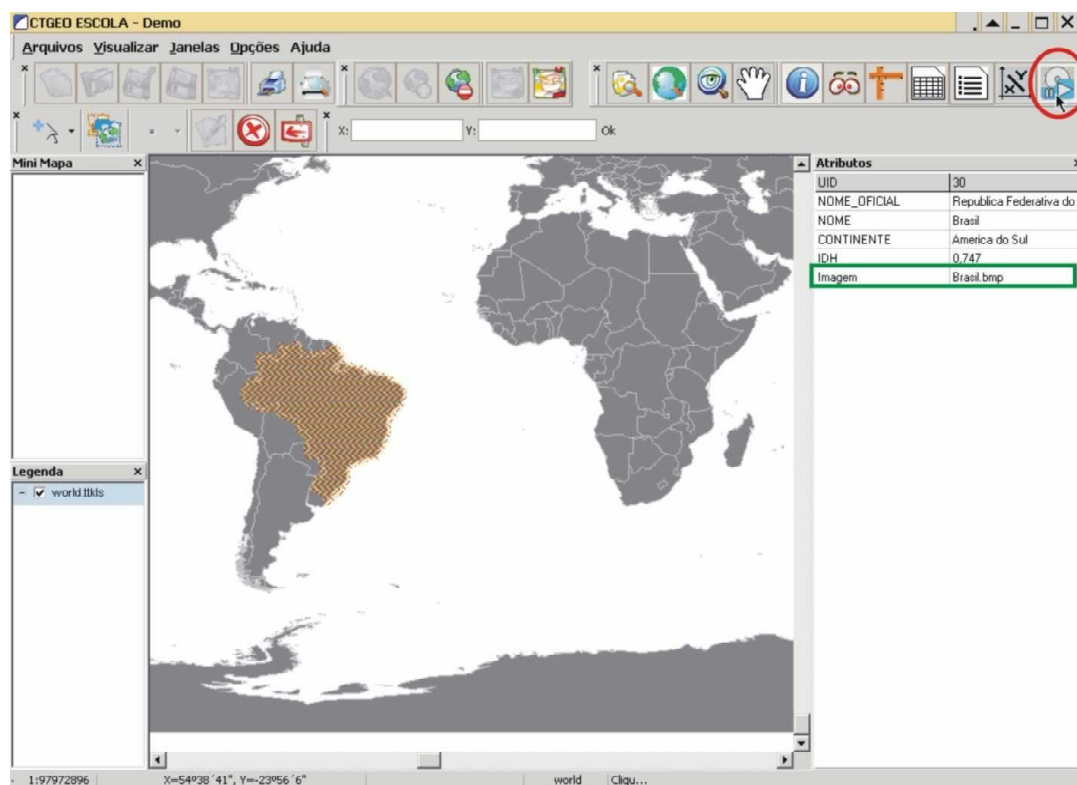 CTGEO ESCOLA - Demo
Arquivos Visualizar Janelas Opções Ajuda
X: Y: Ok
Mini Mapa
Atributos
UID 30
NOME_OFICIAL Republica Federativa do
NOME Brasil
CONTINENTE America do Sul
IDH 0,747
Imagem Brasil.bmp
Legenda
world.ttkls
1:97972896 X=54º38´41", Y=-23º56´6" world Cliqu...